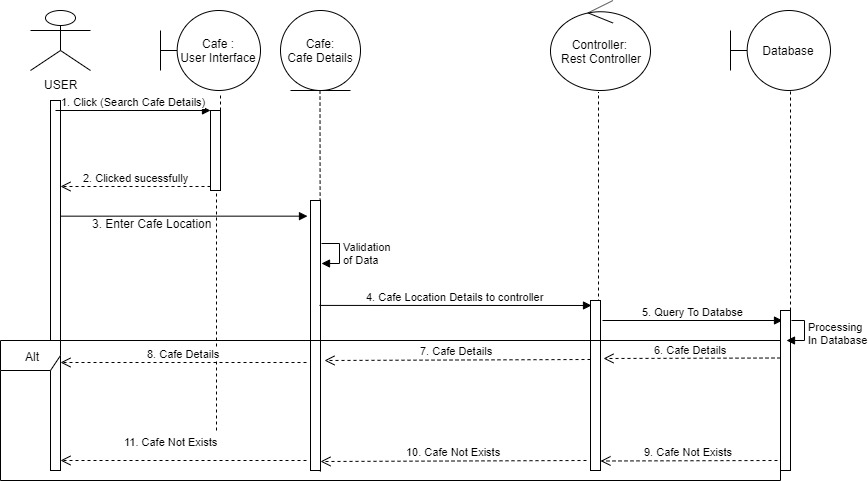 Cafe :
User Interface
Cafe:
Cafe Details
Controller:
Rest Controller
Database
USER
1. Click (Search Cafe Details)
2. Clicked sucessfully
3. Enter Cafe Location
Validation
of Data
4. Cafe Location Details to controller
5. Query To Databse
Processing
In Database
Alt
8. Cafe Details
7. Cafe Details
6. Cafe Details
11. Cafe Not Exists
10. Cafe Not Exists
9. Cafe Not Exists